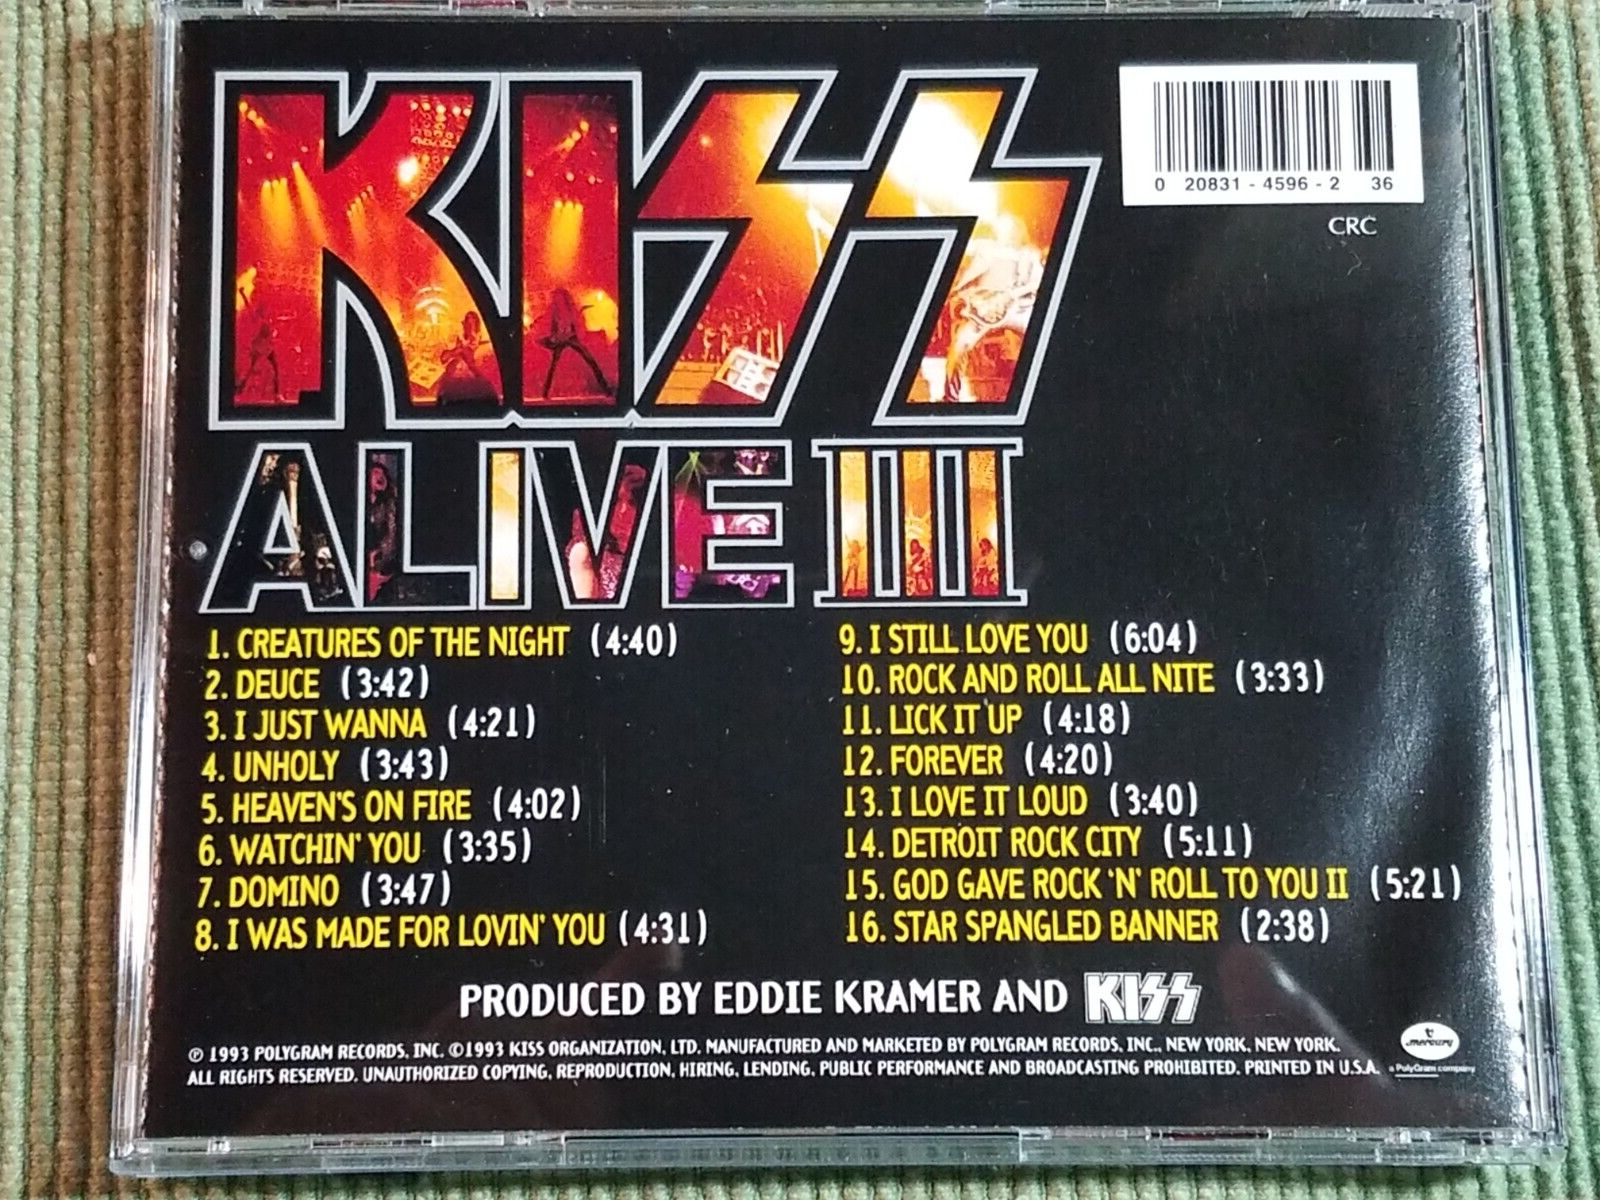 KISS
ALIVE III
0 20831 - 4596 - 2 36
CRC
1. CREATURES OF THE NIGHT (4:40)
2. DEUCE (3:42)
3. I JUST WANNA (4:21)
4. UNHOLY (3:43)
5. HEAVEN'S ON FIRE (4:02)
6. WATCHIN' YOU (3:35)
7. DOMINO (3:47)
8. I WAS MADE FOR LOVIN' YOU (4:31)
9. I STILL LOVE YOU (6:04)
10. ROCK AND ROLL ALL NITE (3:33)
11. LICK IT UP (4:18)
12. FOREVER (4:20)
13. I LOVE IT LOUD (3:40)
14. DETROIT ROCK CITY (5:11)
15. GOD GAVE ROCK 'N' ROLL TO YOU II (5:21)
16. STAR SPANGLED BANNER (2:38)
PRODUCED BY EDDIE KRAMER AND KISS
℗ 1993 POLYGRAM RECORDS, INC. ©1993 KISS ORGANIZATION, LTD. MANUFACTURED AND MARKETED BY POLYGRAM RECORDS, INC., NEW YORK, NEW YORK.
ALL RIGHTS RESERVED. UNAUTHORIZED COPYING, REPRODUCTION, HIRING, LENDING, PUBLIC PERFORMANCE AND BROADCASTING PROHIBITED. PRINTED IN U.S.A.
mercury
a PolyGram company